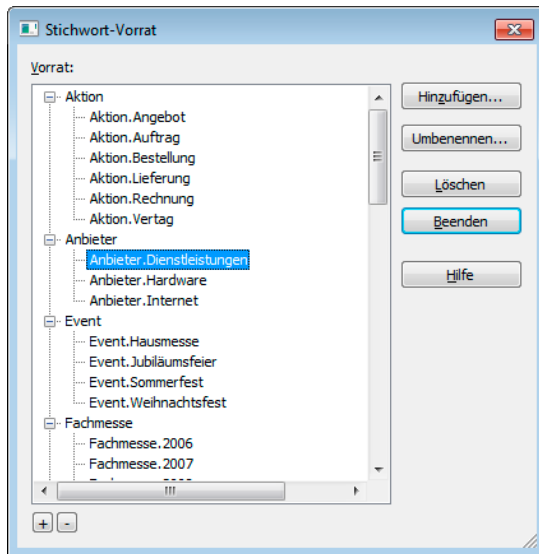 Stichwort-Vorrat
Vorrat:
Aktion
Aktion.Angebot
Aktion.Auftrag
Aktion.Bestellung
Aktion.Lieferung
Aktion.Rechnung
Aktion.Vertag
Anbieter
Anbieter.Dienstleistungen
Anbieter.Hardware
Anbieter.Internet
Event
Event.Hausmesse
Event.Jubiläumsfeier
Event.Sommerfest
Event.Weihnachtsfest
Fachmesse
Fachmesse.2006
Fachmesse.2007
Hinzufügen...
Umbenennen...
Löschen
Beenden
Hilfe
+ -